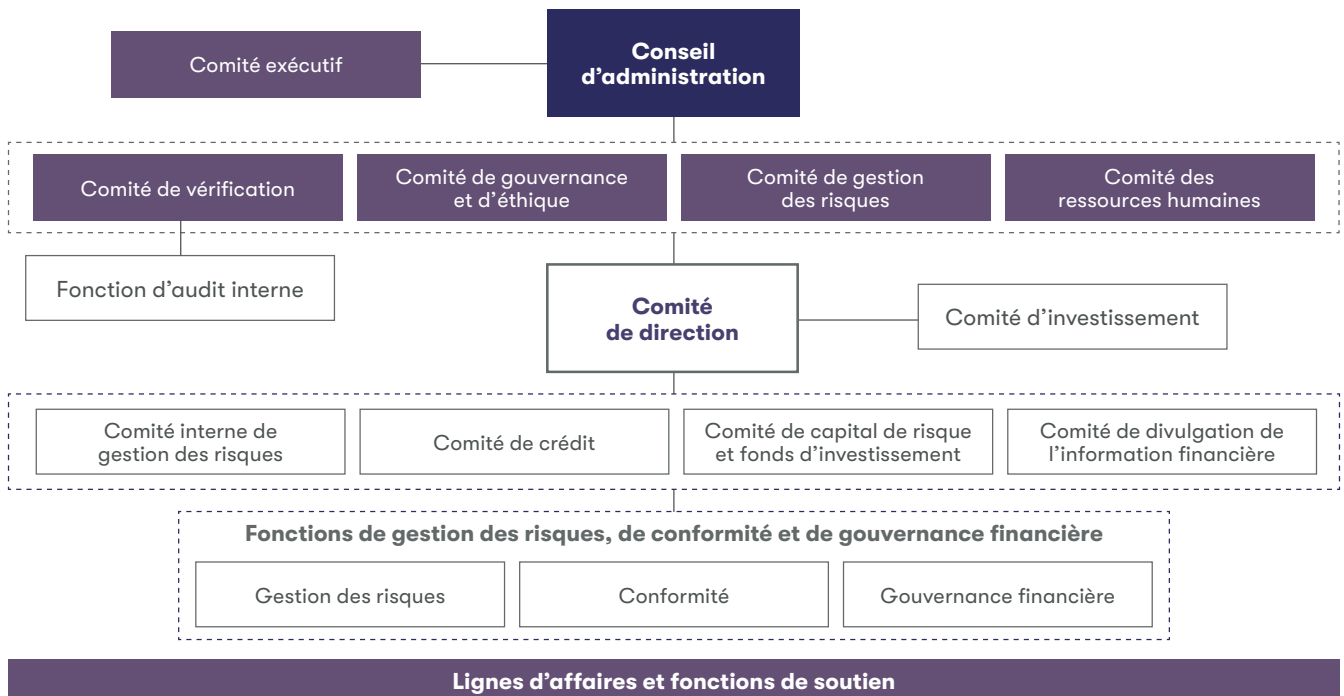 Comité exécutif
Conseil
d’administration
Comité de vérification
Comité de gouvernance
et d’éthique
Comité de gestion
des risques
Comité des
ressources humaines
Fonction d’audit interne
Comité
de direction
Comité d’investissement
Comité interne de
gestion des risques
Comité de crédit
Comité de capital de risque
et fonds d’investissement
Comité de divulgation de
l’information financière
Fonctions de gestion des risques, de conformité et de gouvernance financière
Gestion des risques
Conformité
Gouvernance financière
Lignes d’affaires et fonctions de soutien